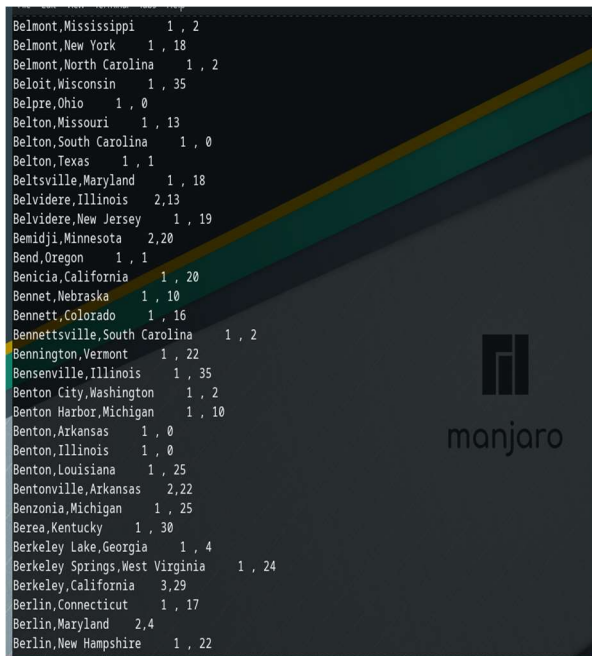 Belmont,Mississippi 1 , 2
Belmont,New York 1 , 18
Belmont,North Carolina 1 , 2
Beloit,Wisconsin 1 , 35
Belpre,Ohio 1 , 0
Belton,Missouri 1 , 13
Belton,South Carolina 1 , 0
Belton,Texas 1 , 1
Beltsville,Maryland 1 , 18
Belvidere,Illinois 2,13
Belvidere,New Jersey 1 , 19
Bemidji,Minnesota 2,20
Bend,Oregon 1 , 1
Benicia,California 1 , 20
Bennet,Nebraska 1 , 10
Bennett,Colorado 1 , 16
Bennettsville,South Carolina 1 , 2
Bennington,Vermont 1 , 22
Bensenville,Illinois 1 , 35
Benton City,Washington 1 , 2
Benton Harbor,Michigan 1 , 10
Benton,Arkansas 1 , 0
Benton,Illinois 1 , 0
Benton,Louisiana 1 , 25
Bentonville,Arkansas 2,22
Benzonia,Michigan 1 , 25
Berea,Kentucky 1 , 30
Berkeley Lake,Georgia 1 , 4
Berkeley Springs,West Virginia 1 , 24
Berkeley,California 3,29
Berlin,Connecticut 1 , 17
Berlin,Maryland 2,4
Berlin,New Hampshire 1 , 22
manjaro